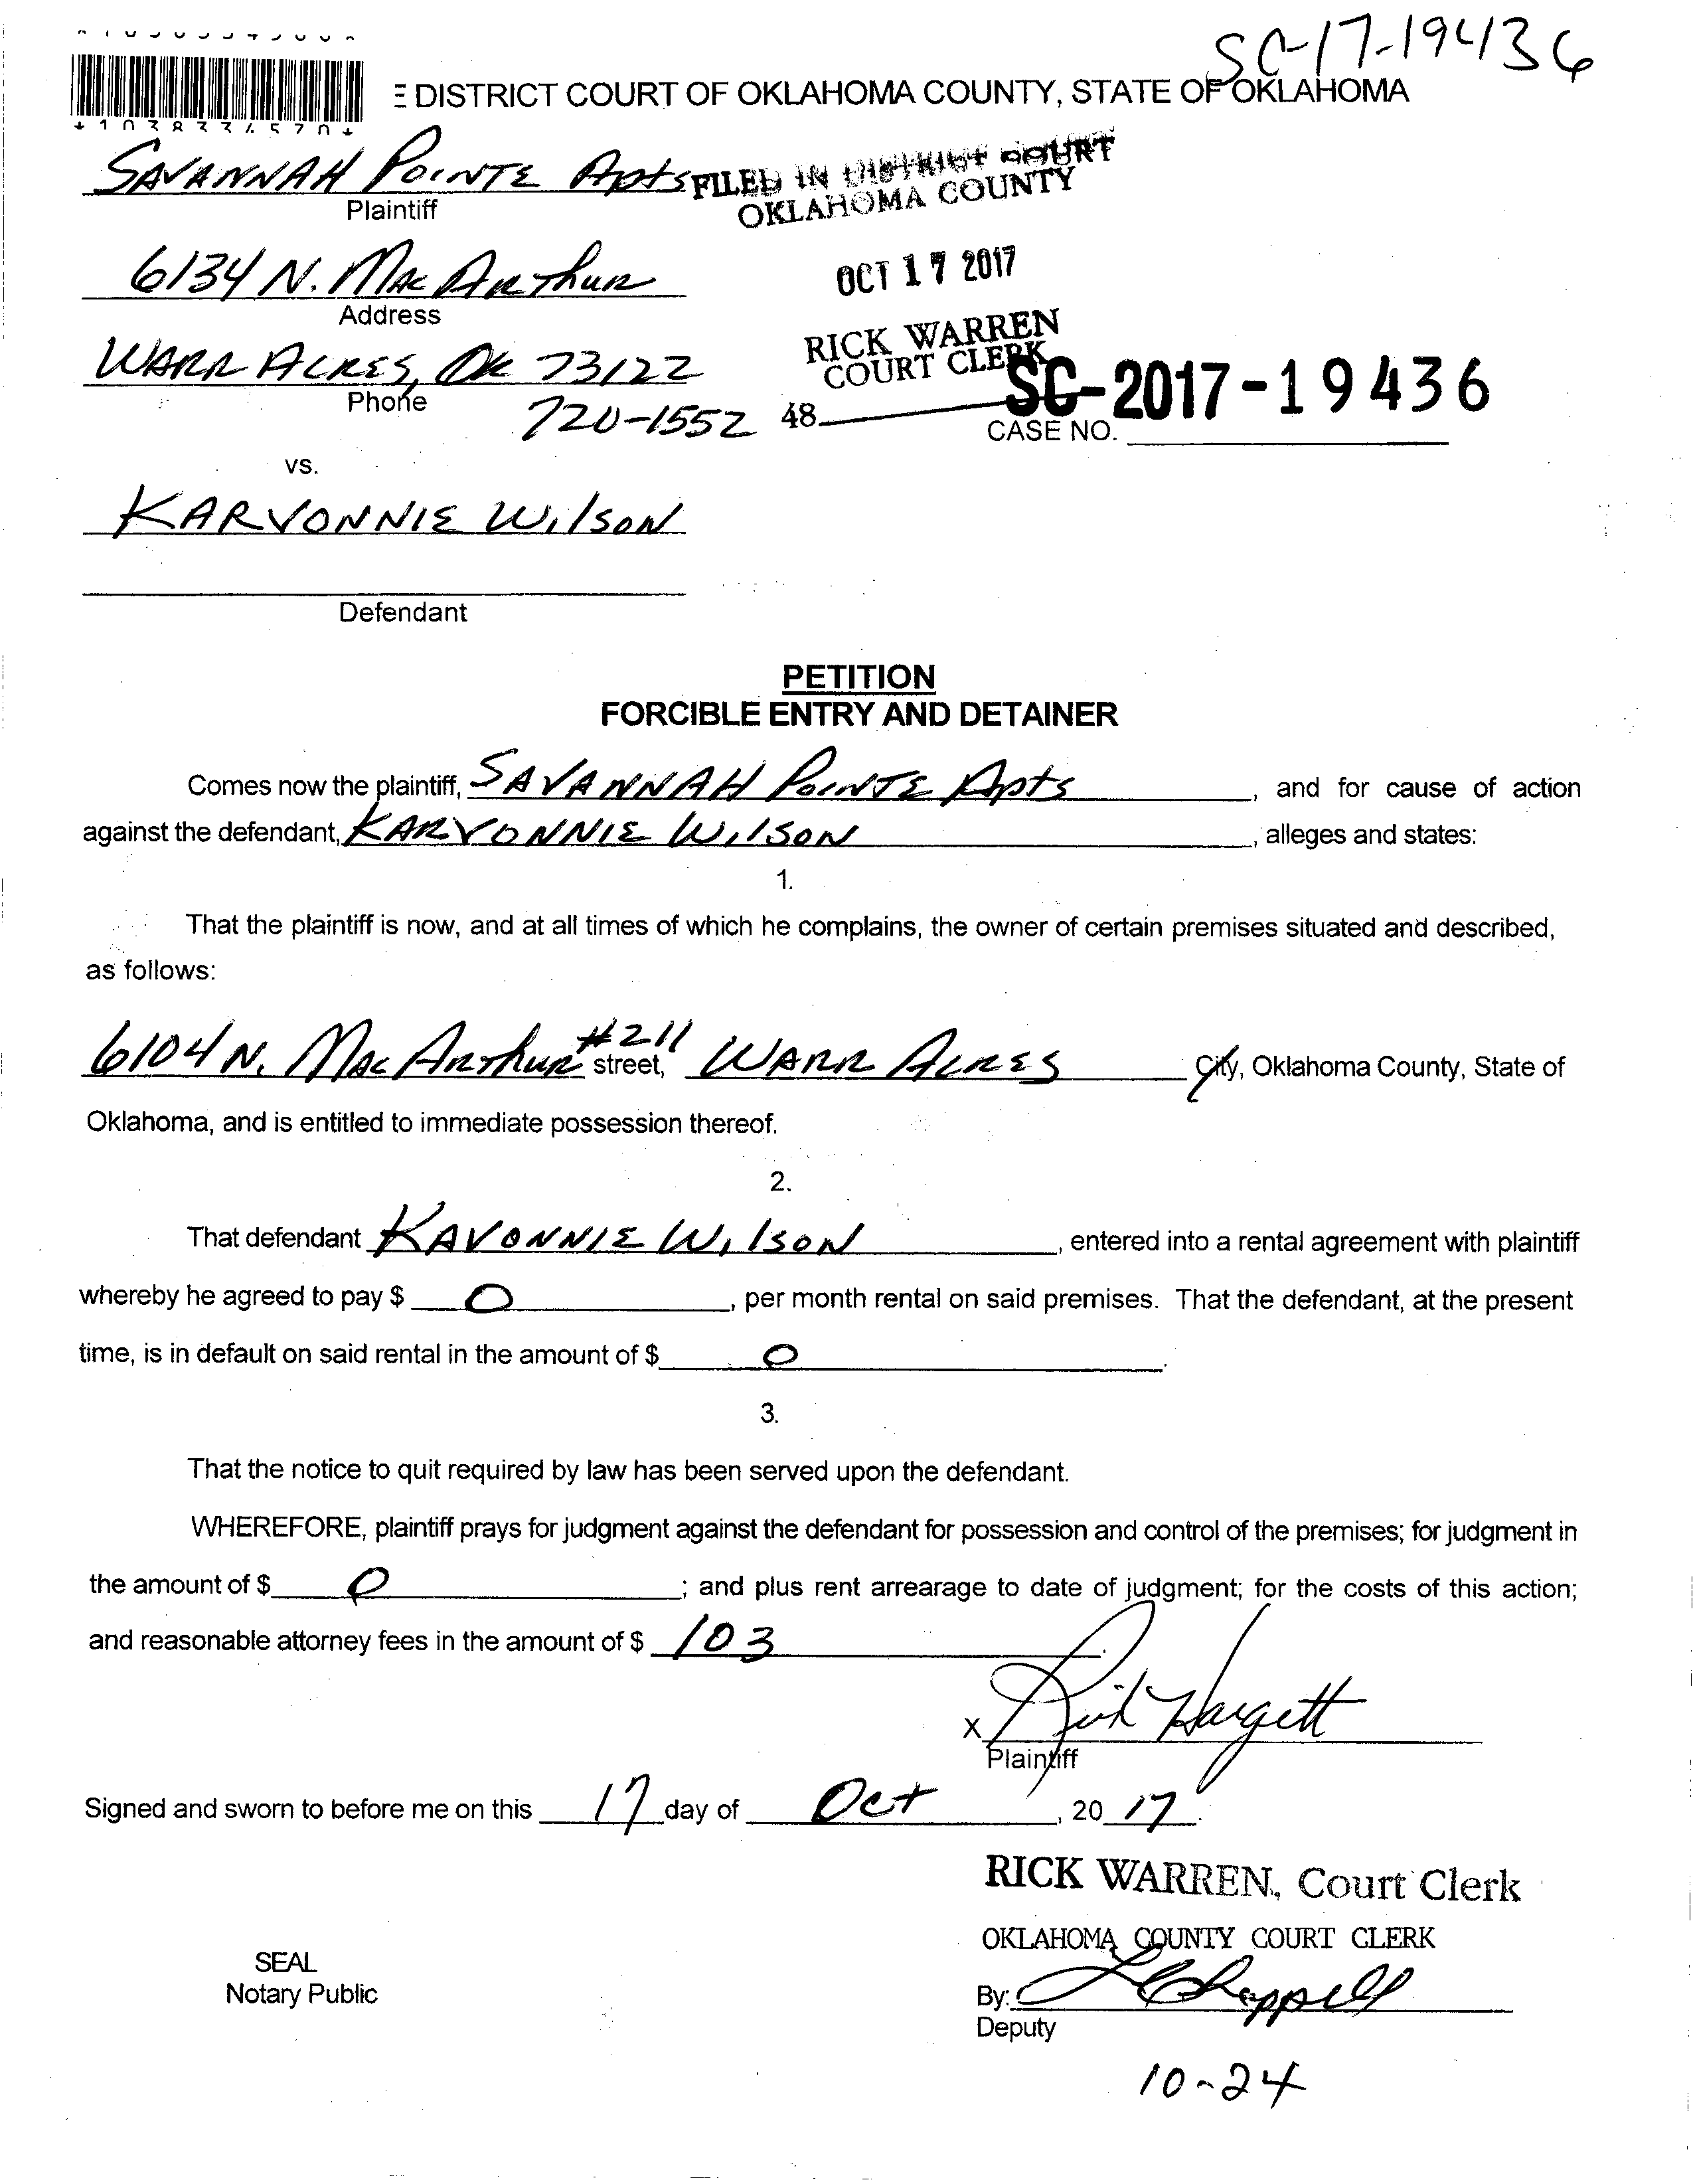 SC-17-19436
DISTRICT COURT OF OKLAHOMA COUNTY, STATE OF OKLAHOMA
SAVANNAH POINTE Apts
Plaintiff
FILED IN DISTRICT COURT
OKLAHOMA COUNTY
6134 N. MacArthur
Address
OCT 17 2017
WARR ACRES, OK 73122
Phone
720-1552
RICK WARREN
COURT CLERK
48
SC-2017-19436
CASE NO.
vs.
KARVONNIE WilsoN
Defendant
PETITION
FORCIBLE ENTRY AND DETAINER
Comes now the plaintiff, SAVANNAH POINTE Apts, and for cause of action
against the defendant, KARVONNIE WilsoN, alleges and states:
1.
That the plaintiff is now, and at all times of which he complains, the owner of certain premises situated and described,
as follows:
6104 N. MacArthur #211 street, WARR ACRES City, Oklahoma County, State of
Oklahoma, and is entitled to immediate possession thereof.
2.
That defendant KAVONNIE WilsoN, entered into a rental agreement with plaintiff
whereby he agreed to pay $ 0, per month rental on said premises. That the defendant, at the present
time, is in default on said rental in the amount of $ 0.
3.
That the notice to quit required by law has been served upon the defendant.
WHEREFORE, plaintiff prays for judgment against the defendant for possession and control of the premises; for judgment in
the amount of $ 0; and plus rent arrearage to date of judgment; for the costs of this action;
and reasonable attorney fees in the amount of $ 103.
X Rick Hargett
Plaintiff
Signed and sworn to before me on this 17 day of Oct, 20 17.
RICK WARREN, Court Clerk
OKLAHOMA COUNTY COURT CLERK
SEAL
Notary Public
By: L Chappell
Deputy
10-24